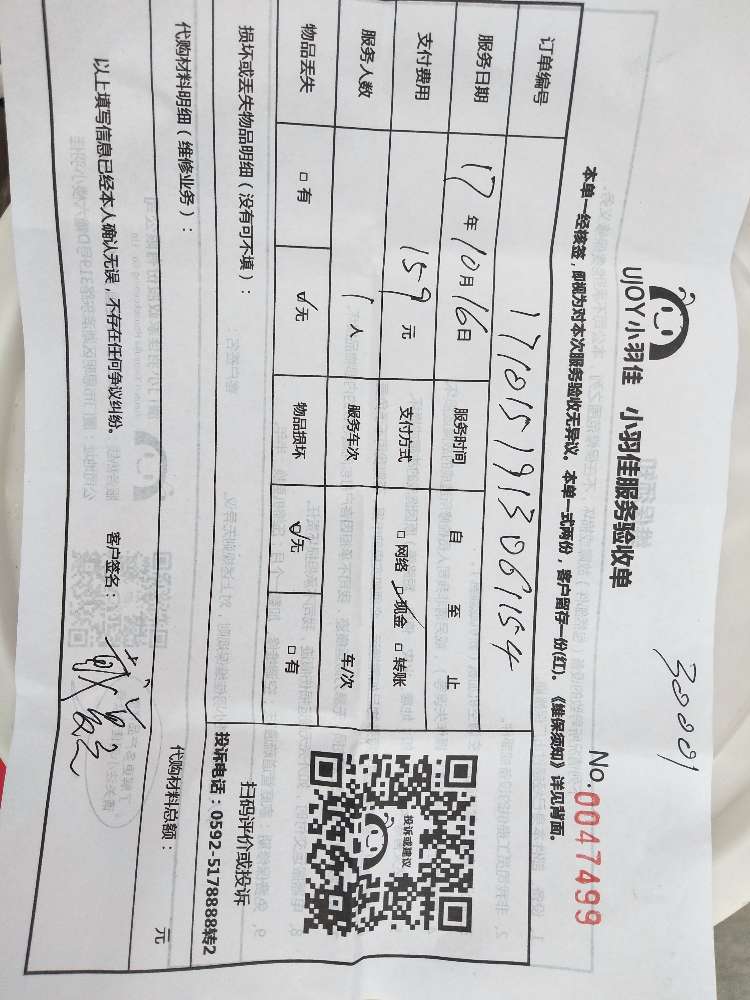 30001
UJOY小羽佳 小羽佳服务验收单
No.0047499
本单一经核签，即视为对本次服务验收无异议。本单一式两份，客户留存一份(红)。《维保须知》详见背面。
订单编号 1710151913061154
服务日期 17年10月16日 服务时间 自 至 止
支付费用 159元 支付方式 □网络 □现金 □转账
服务人数 1人 服务车次 车/次
物品丢失 □有 □无 物品损坏 □无 □有
损坏或丢失物品明细（没有可不填）：
投诉或建议
扫码评价或投诉
投诉电话：0592-5178888转2
代购材料明细（维修业务）： 代购材料总额： 元
以上填写信息已经本人确认无误，不存在任何争议纠纷。 客户签名：